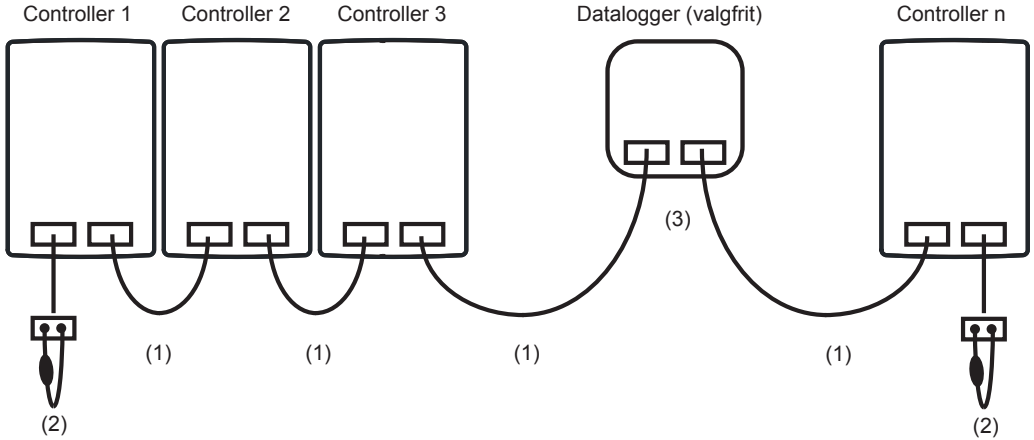 Controller 1
Controller 2
Controller 3
Datalogger (valgfrit)
Controller n
(3)
(1)
(1)
(1)
(1)
(2)
(2)